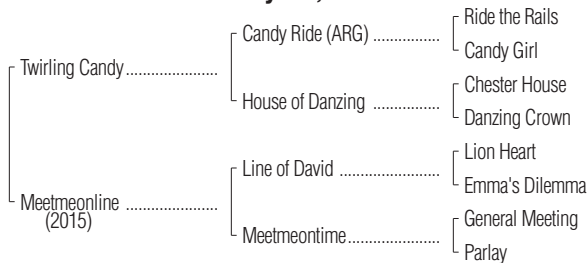 Ride the Rails
Candy Ride (ARG) ................
Candy Girl
Twirling Candy......................
Chester House
House of Danzing ................
Danzing Crown
Lion Heart
Line of David ........................
Emma's Dilemma
Meetmeonline ......................
(2015)
General Meeting
Meetmeontime.....................
Parlay